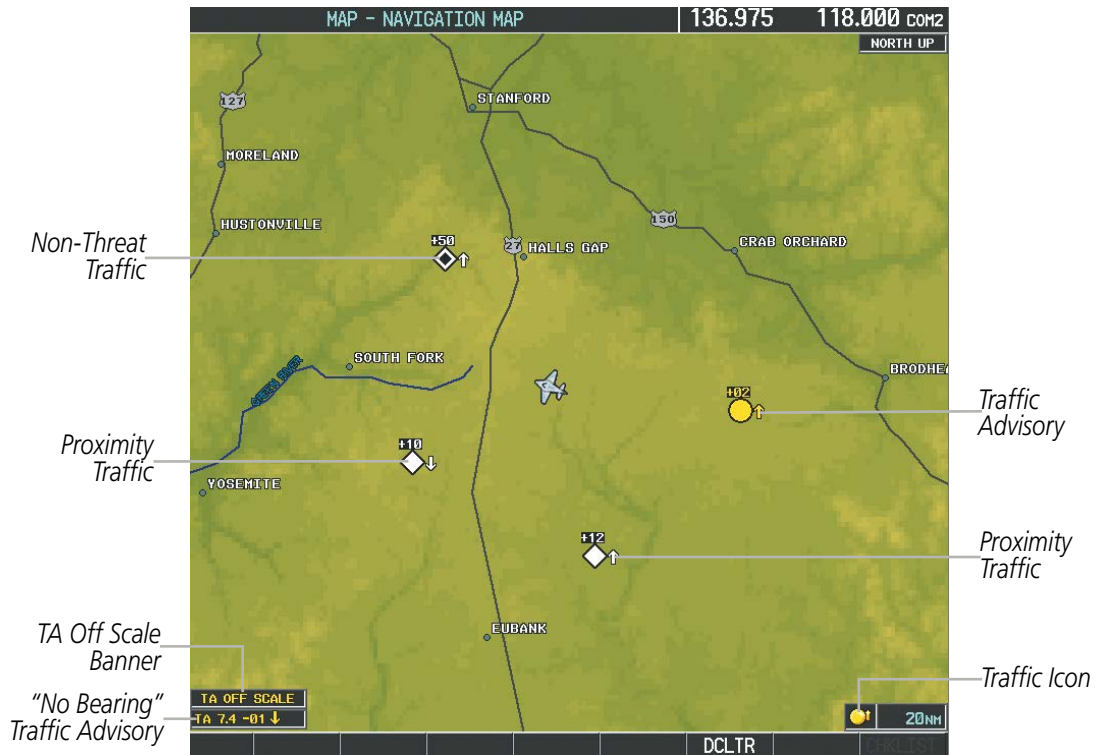 MAP - NAVIGATION MAP
136.975 118.000 COM2
NORTH UP
127
STANFORD
MORELAND
HUSTONVILLE
150
+50
27
HALLS GAP
CRAB ORCHARD
Non-Threat
Traffic
SOUTH FORK
GREEN RIVER
BRODHEA
+02
Traffic
Advisory
+10
Proximity
Traffic
YOSEMITE
+12
Proximity
Traffic
EUBANK
TA Off Scale
Banner
TA OFF SCALE
"No Bearing"
Traffic Advisory
TA 7.4 -01 ↓
Traffic Icon
20NM
DCLTR
CHKLIST